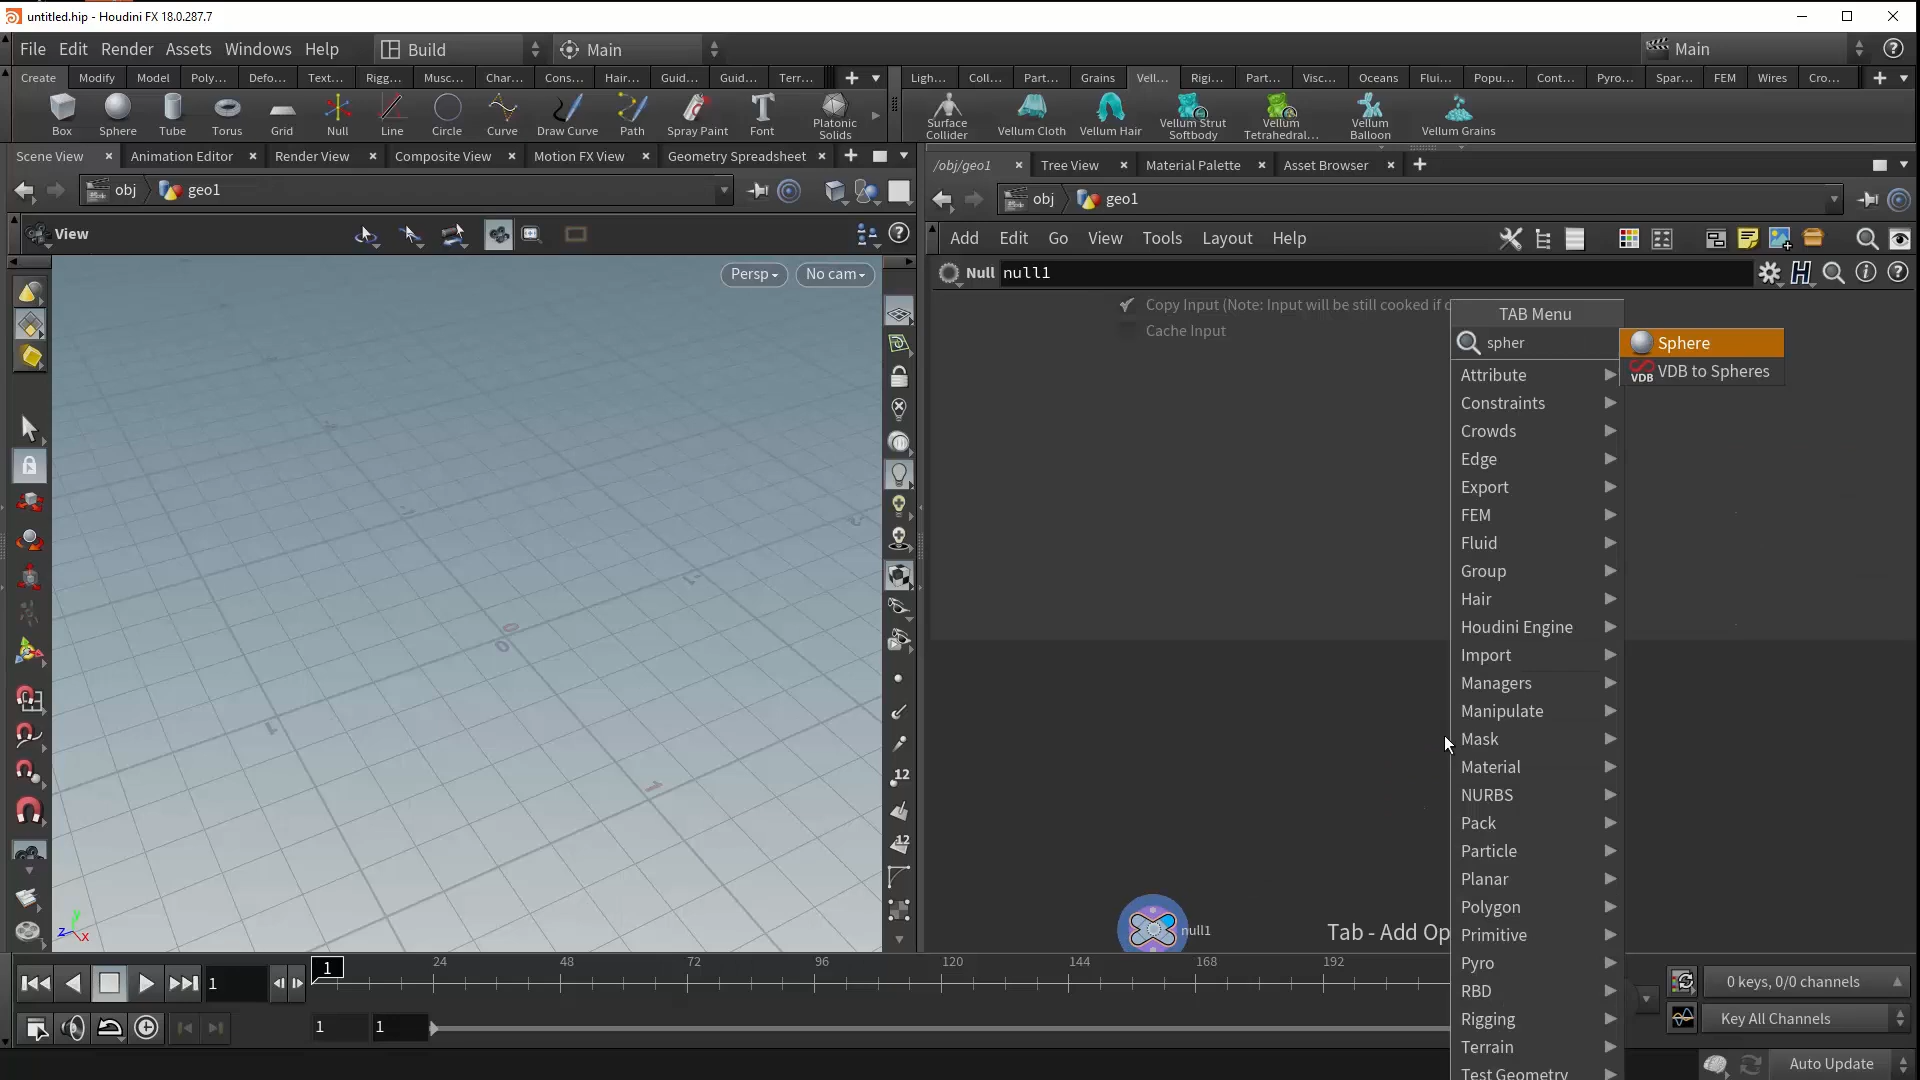 untitled.hip - Houdini FX 18.0.287.7
File Edit Render Assets Windows Help Build Main Main
Create Modify Model Poly... Defo... Text... Rigg... Musc... Char... Cons... Hair... Guid... Guid... Terr... Ligh... Coll... Part... Grains Vell... Rigi... Part... Visc... Oceans Flui... Popu... Cont... Pyro... Spar... FEM Wires Cro...
Box Sphere Tube Torus Grid Null Line Circle Curve Draw Curve Path Spray Paint Font Platonic Solids
Surface Collider Vellum Cloth Vellum Hair Vellum Strut Softbody Vellum Tetrahedral... Vellum Balloon Vellum Grains
Scene View Animation Editor Render View Composite View Motion FX View Geometry Spreadsheet
/obj/geo1 Tree View Material Palette Asset Browser
obj geo1
obj geo1
View
Add Edit Go View Tools Layout Help
Persp No cam
Null null1
Copy Input (Note: Input will be still cooked if c
Cache Input
TAB Menu
spher
Sphere
VDB to Spheres
Attribute
Constraints
Crowds
Edge
Export
FEM
Fluid
Group
Hair
Houdini Engine
Import
Managers
Manipulate
Mask
Material
NURBS
Pack
Particle
Planar
Polygon
Primitive
Pyro
RBD
Rigging
Terrain
Test Geometry
12
12
0
0
1
1
z y x
null1
Tab - Add Op
1 1 24 48 72 96 120 144 168 192
0 keys, 0/0 channels
1 1
Key All Channels
Auto Update